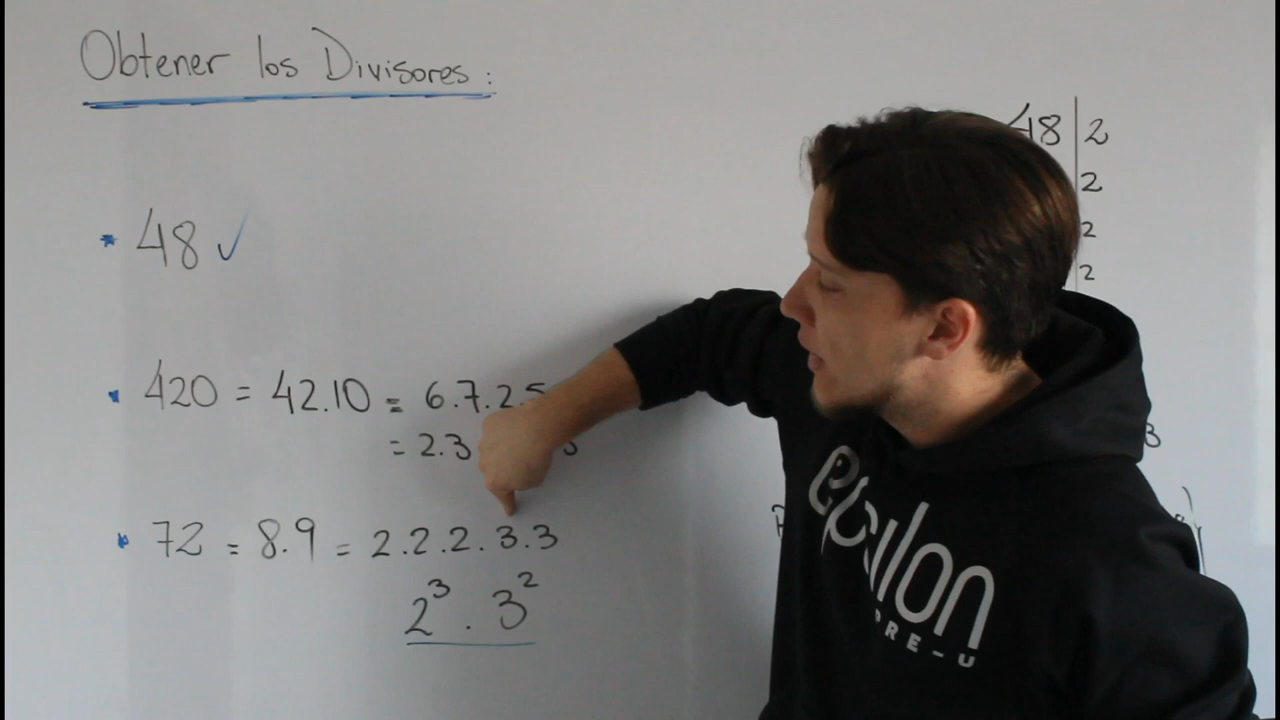 Obtener los Divisores:
48 ✓
420 = 42.10 = 6.7.2.5
= 2.3
72 = 8.9 = 2.2.2.3.3
2³ . 3²
48 | 2
2
2
2
epsilon
PRE-U